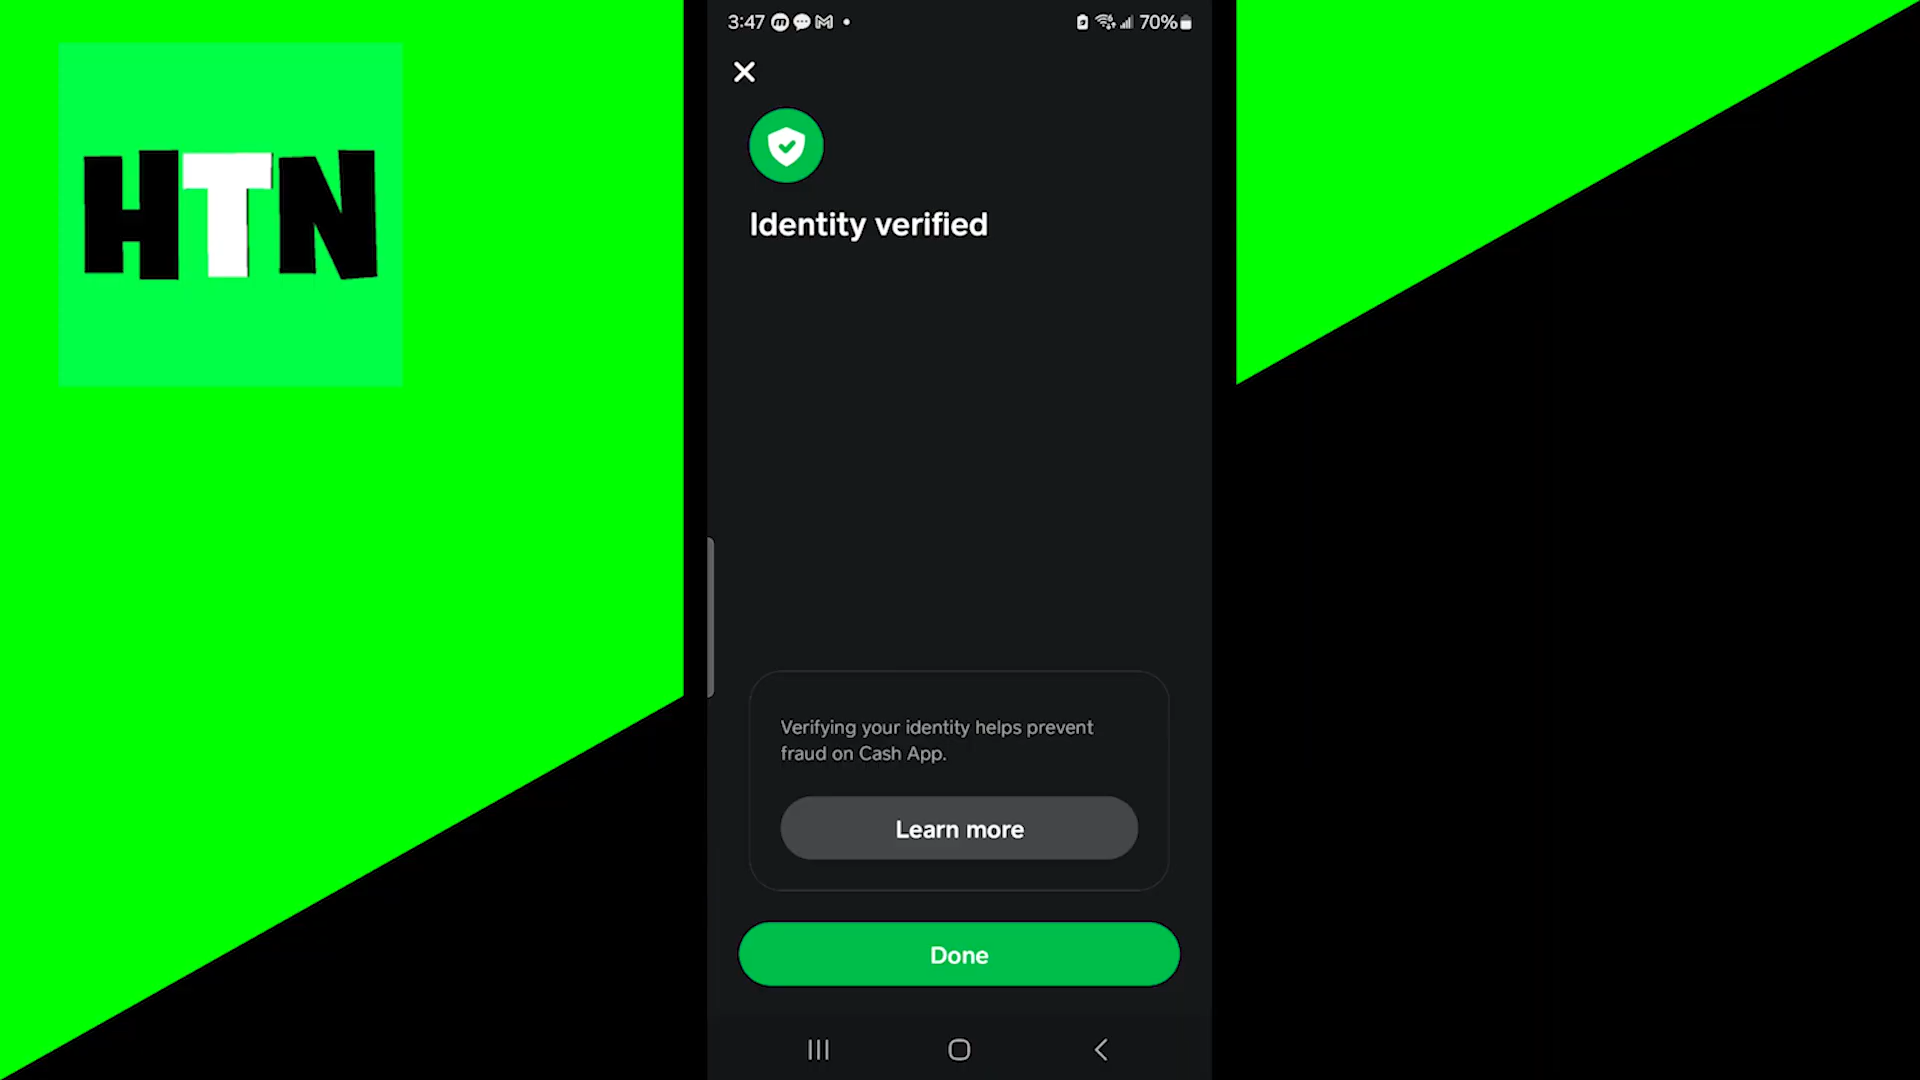 HTN
3:47
70%
Identity verified
Verifying your identity helps prevent
fraud on Cash App.
Learn more
Done